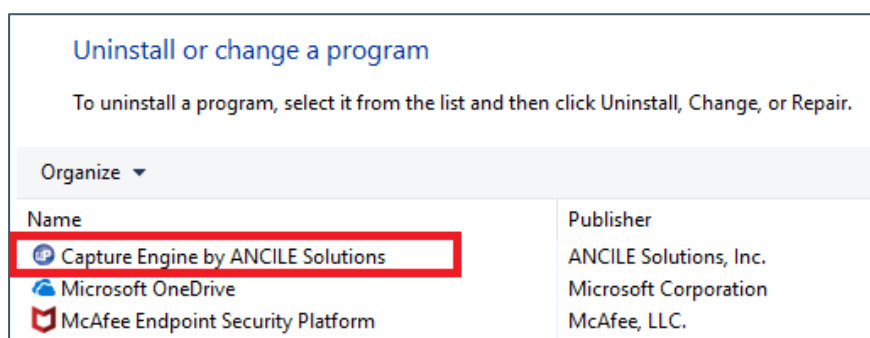 Uninstall or change a program
To uninstall a program, select it from the list and then click Uninstall, Change, or Repair.
Organize
Name Publisher
Capture Engine by ANCILE Solutions ANCILE Solutions, Inc.
Microsoft OneDrive Microsoft Corporation
McAfee Endpoint Security Platform McAfee, LLC.